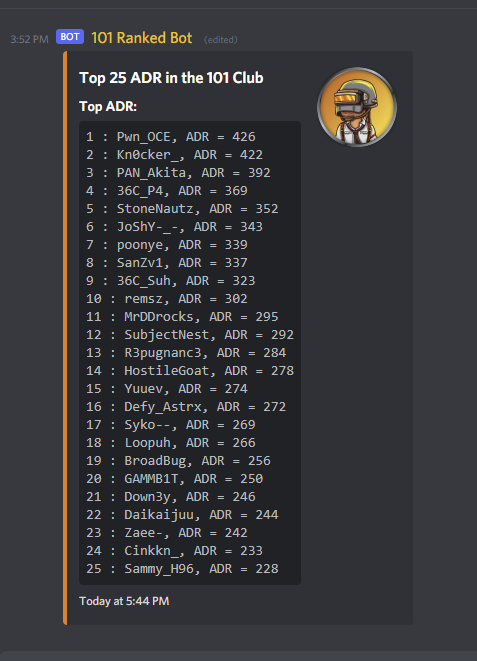 3:52 PM BOT 101 Ranked Bot (edited)
Top 25 ADR in the 101 Club
Top ADR:
1 : Pwn_OCE, ADR = 426
2 : Kn0cker_, ADR = 422
3 : PAN_Akita, ADR = 392
4 : 36C_P4, ADR = 369
5 : StoneNautz, ADR = 352
6 : JoShY-_-, ADR = 343
7 : poonye, ADR = 339
8 : SanZv1, ADR = 337
9 : 36C_Suh, ADR = 323
10 : remsz, ADR = 302
11 : MrDDrocks, ADR = 295
12 : SubjectNest, ADR = 292
13 : R3pugnanc3, ADR = 284
14 : HostileGoat, ADR = 278
15 : Yuuev, ADR = 274
16 : Defy_Astrx, ADR = 272
17 : Syko--, ADR = 269
18 : Loopuh, ADR = 266
19 : BroadBug, ADR = 256
20 : GAMMB1T, ADR = 250
21 : Down3y, ADR = 246
22 : Daikaijuu, ADR = 244
23 : Zaee-, ADR = 242
24 : Cinkkn_, ADR = 233
25 : Sammy_H96, ADR = 228
Today at 5:44 PM